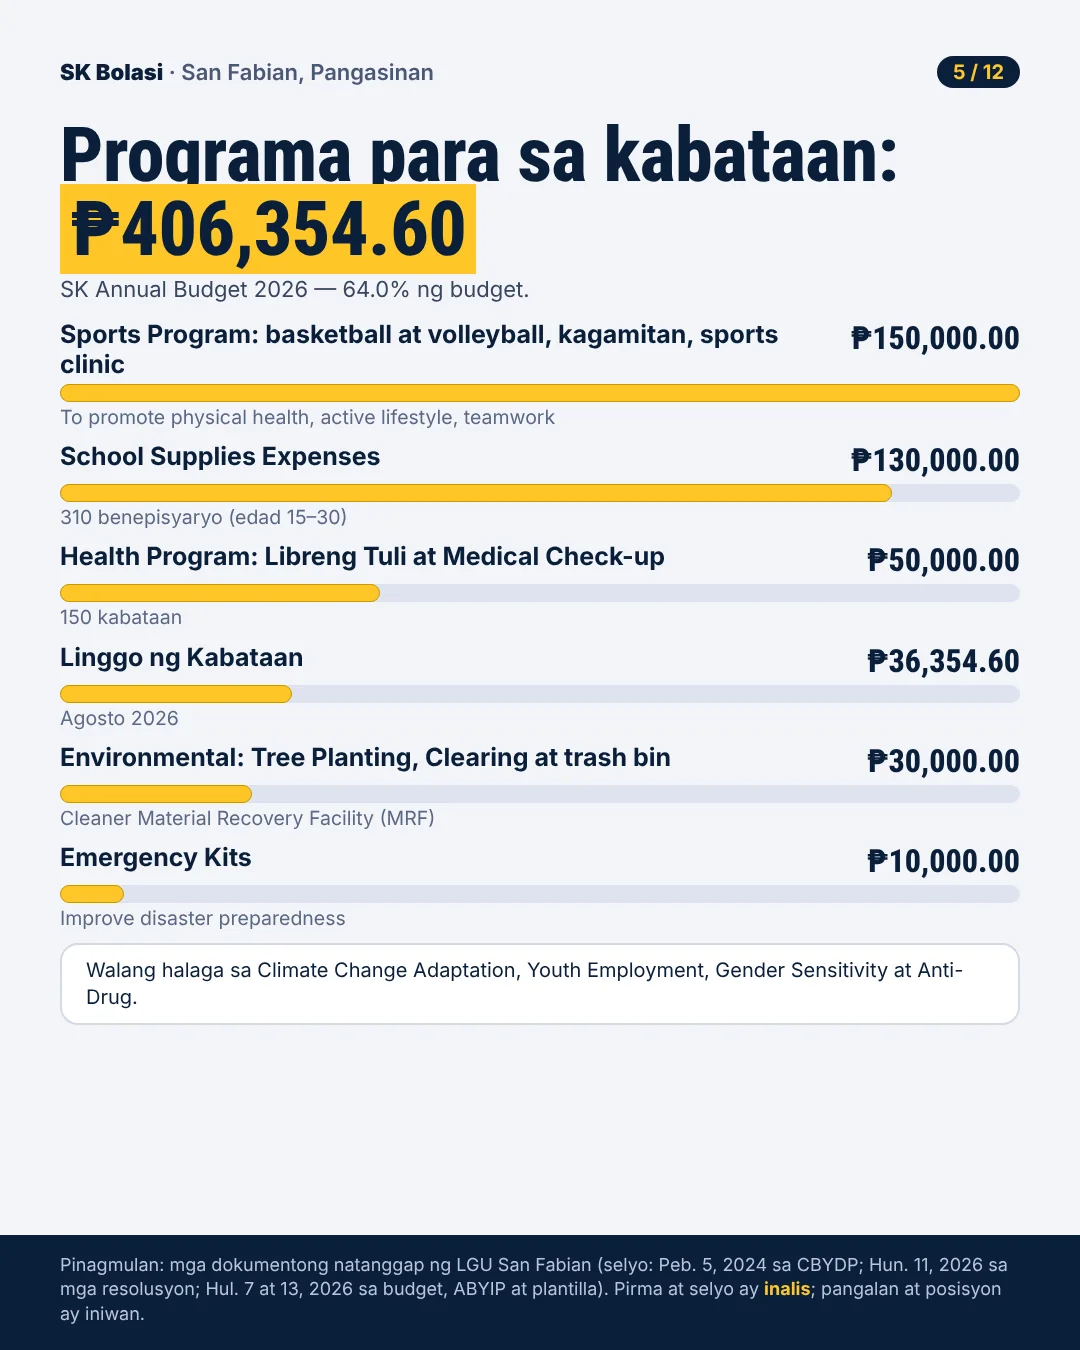 SK Bolasi · San Fabian, Pangasinan
5 / 12
Programa para sa kabataan:
₱406,354.60
SK Annual Budget 2026 — 64.0% ng budget.
Sports Program: basketball at volleyball, kagamitan, sports
clinic
₱150,000.00
To promote physical health, active lifestyle, teamwork
School Supplies Expenses
₱130,000.00
310 benepisyaryo (edad 15–30)
Health Program: Libreng Tuli at Medical Check-up
₱50,000.00
150 kabataan
Linggo ng Kabataan
₱36,354.60
Agosto 2026
Environmental: Tree Planting, Clearing at trash bin
₱30,000.00
Cleaner Material Recovery Facility (MRF)
Emergency Kits
₱10,000.00
Improve disaster preparedness
Walang halaga sa Climate Change Adaptation, Youth Employment, Gender Sensitivity at Anti-
Drug.
Pinagmulan: mga dokumentong natanggap ng LGU San Fabian (selyo: Peb. 5, 2024 sa CBYDP; Hun. 11, 2026 sa
mga resolusyon; Hul. 7 at 13, 2026 sa budget, ABYIP at plantilla). Pirma at selyo ay inalis; pangalan at posisyon
ay iniwan.